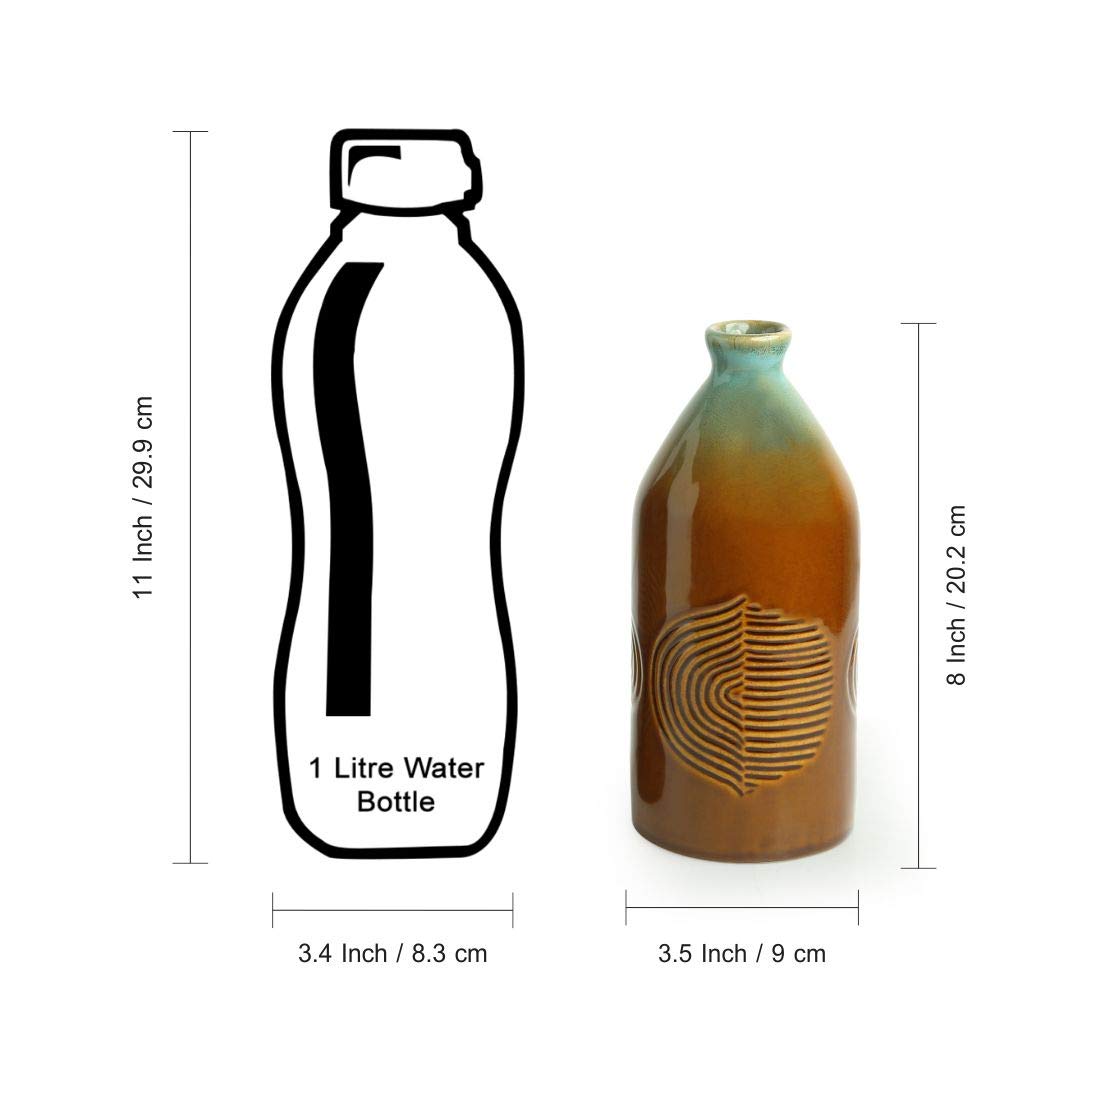 11 Inch / 29.9 cm
1 Litre Water
Bottle
3.4 Inch / 8.3 cm
8 Inch / 20.2 cm
3.5 Inch / 9 cm